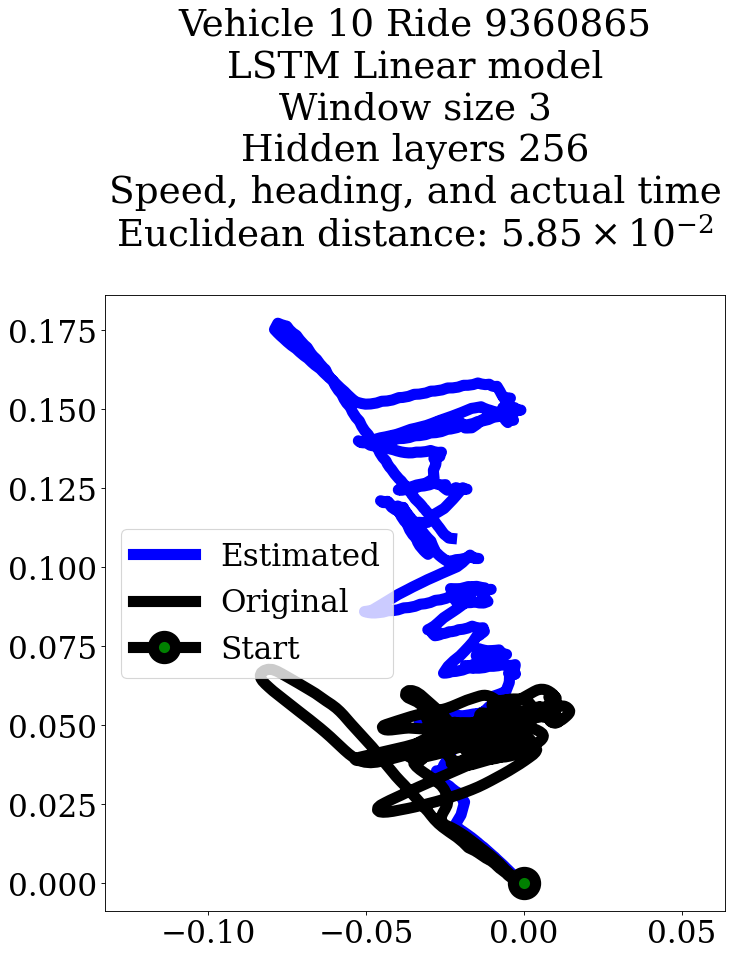 Vehicle 10 Ride 9360865
LSTM Linear model
Window size 3
Hidden layers 256
Speed, heading, and actual time
Euclidean distance: 5.85 × 10⁻²
0.175
0.150
0.125
0.100
0.075
0.050
0.025
0.000
Estimated
Original
Start
−0.10 −0.05 0.00 0.05